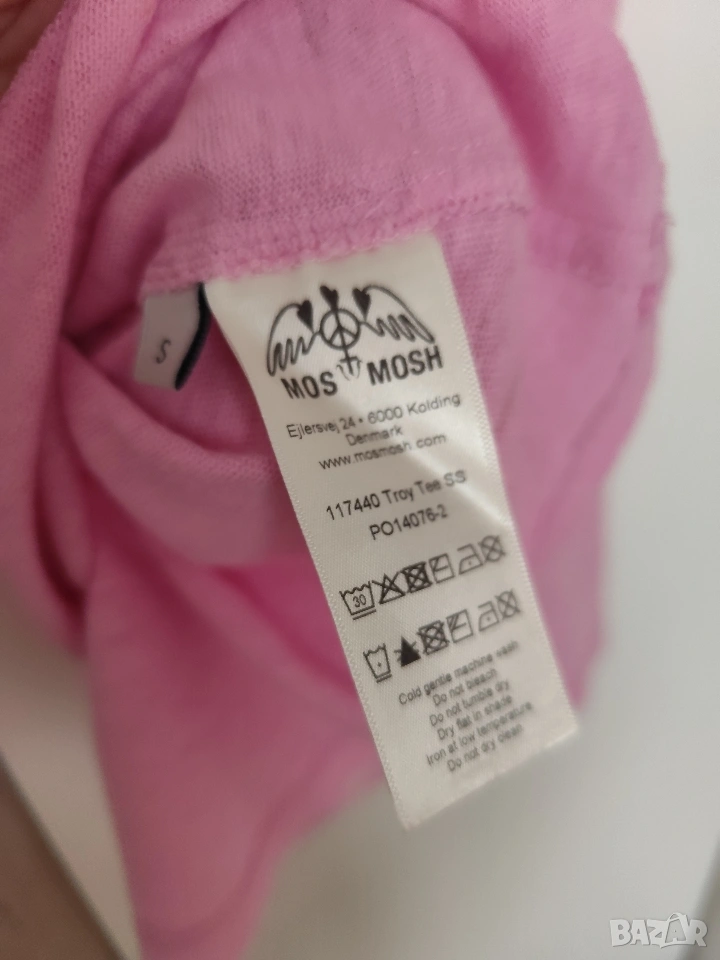 S
MOS MOSH
Ejlersvej 24 • 6000 Kolding
Denmark
www.mosmosh.com
117440 Troy Tee SS
PO14076-2
30
Cold gentle machine wash
Do not bleach
Do not tumble dry
Dry flat in shade
Iron at low temperature
Do not dry clean
BAZAR